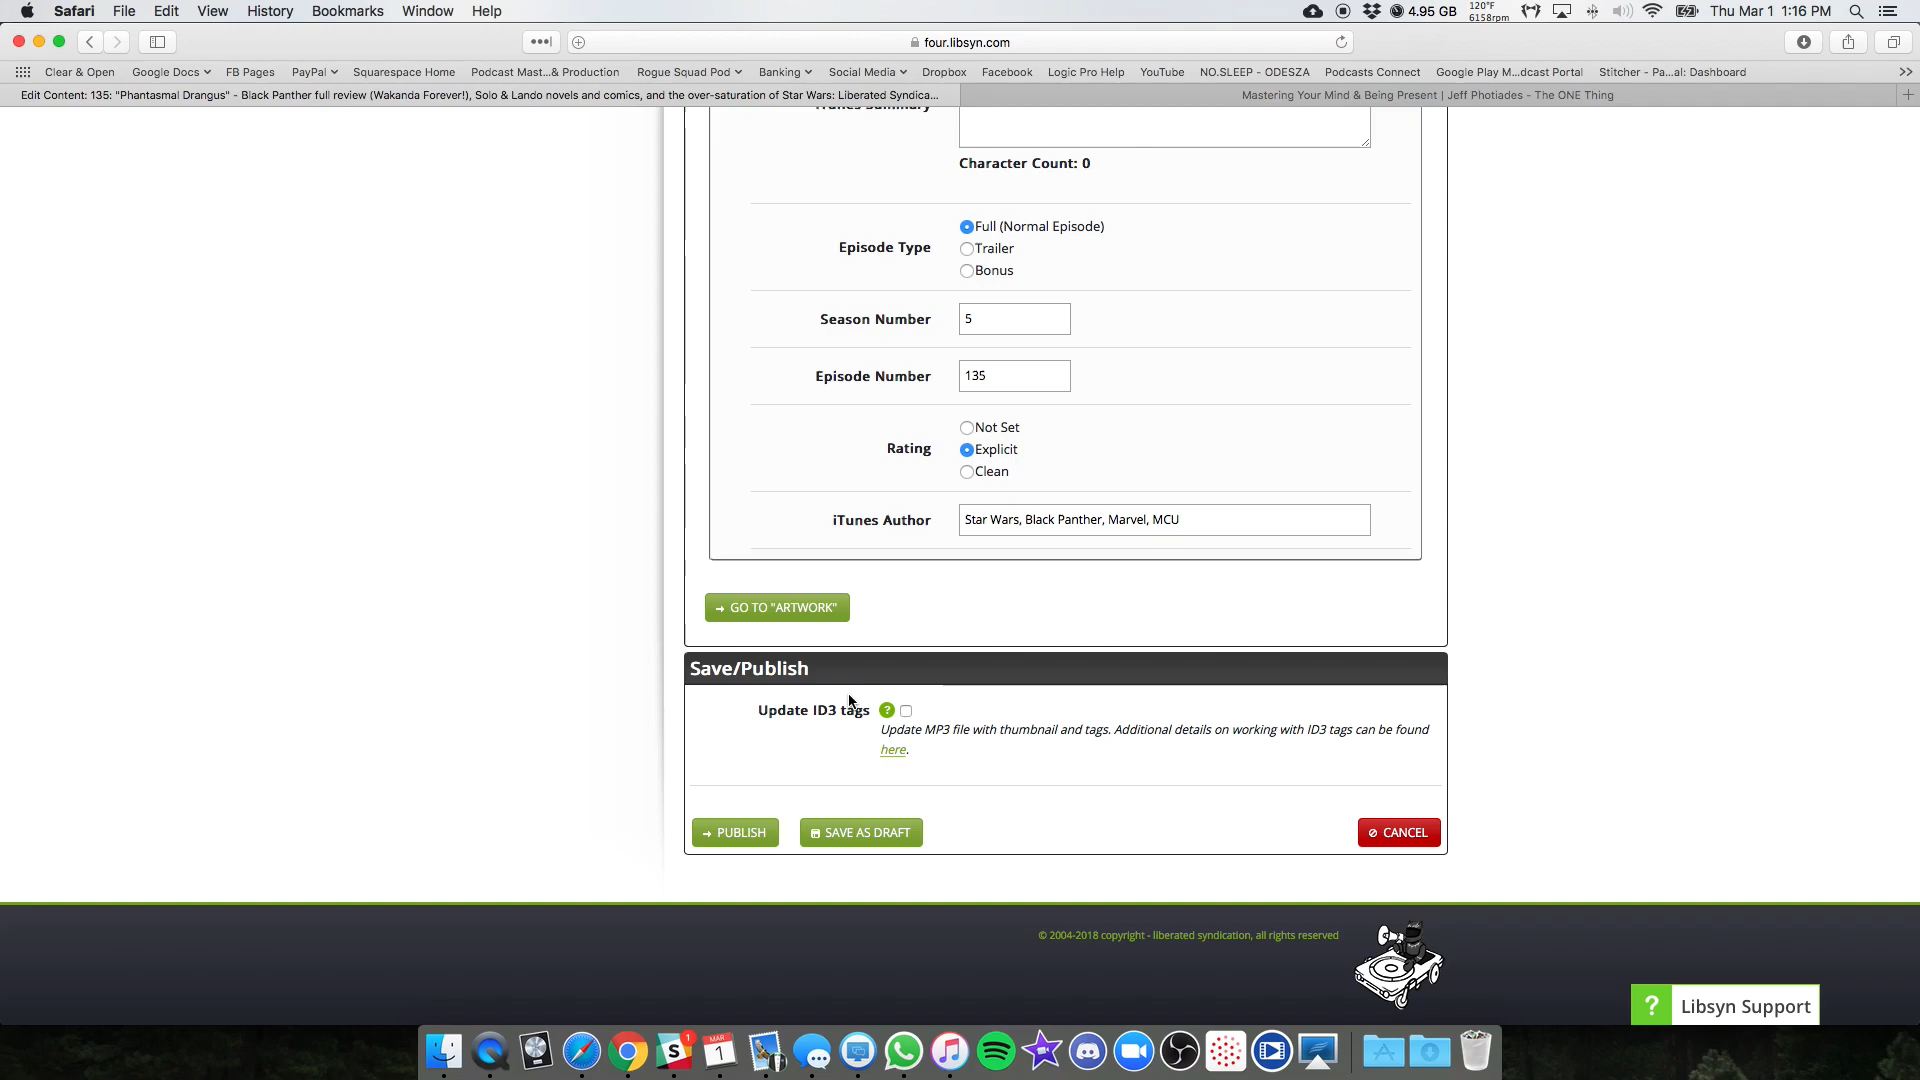 Safari File Edit View History Bookmarks Window Help 4.95 GB 120°F 6158rpm Thu Mar 1 1:16 PM
four.libsyn.com
Clear & Open Google Docs FB Pages PayPal Squarespace Home Podcast Mast...& Production Rogue Squad Pod Banking Social Media Dropbox Facebook Logic Pro Help YouTube NO.SLEEP - ODESZA Podcasts Connect Google Play M...dcast Portal Stitcher - Pa...al: Dashboard
Edit Content: 135: "Phantasmal Drangus" - Black Panther full review (Wakanda Forever!), Solo & Lando novels and comics, and the over-saturation of Star Wars: Liberated Syndica... Mastering Your Mind & Being Present | Jeff Photiades - The ONE Thing
iTunes Summary
Character Count: 0
Episode Type
Full (Normal Episode)
Trailer
Bonus
Season Number 5
Episode Number 135
Rating
Not Set
Explicit
Clean
iTunes Author Star Wars, Black Panther, Marvel, MCU
→ GO TO "ARTWORK"
Save/Publish
Update ID3 tags ?
Update MP3 file with thumbnail and tags. Additional details on working with ID3 tags can be found
here.
→ PUBLISH SAVE AS DRAFT CANCEL
© 2004-2018 copyright - liberated syndication, all rights reserved
? Libsyn Support
S 1 MAR 1